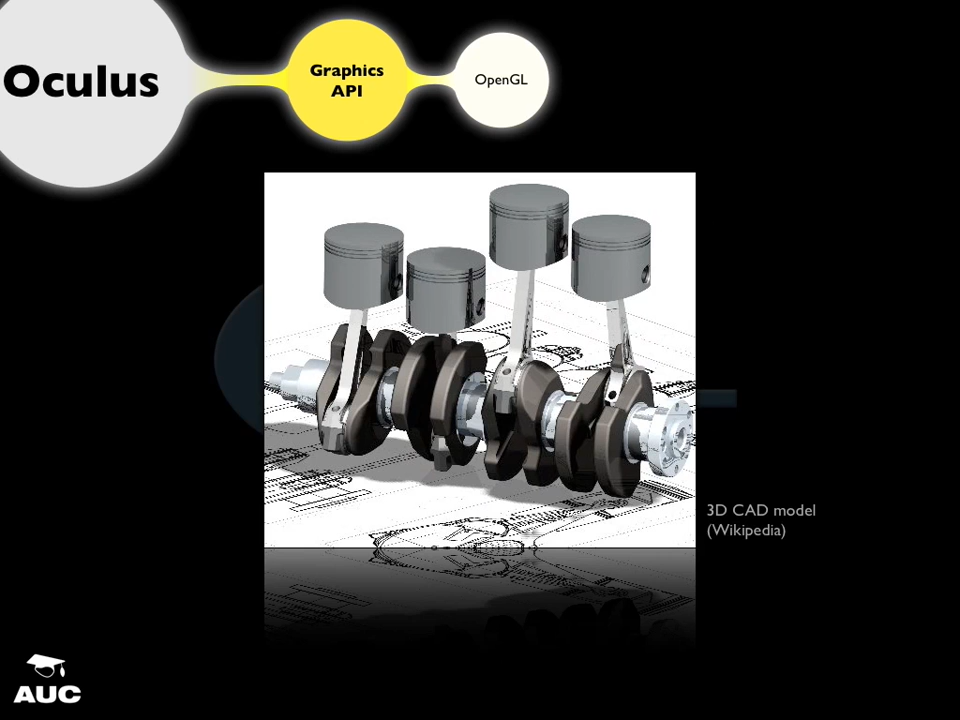 Oculus
Graphics
API
OpenGL
3D CAD model
(Wikipedia)
AUC